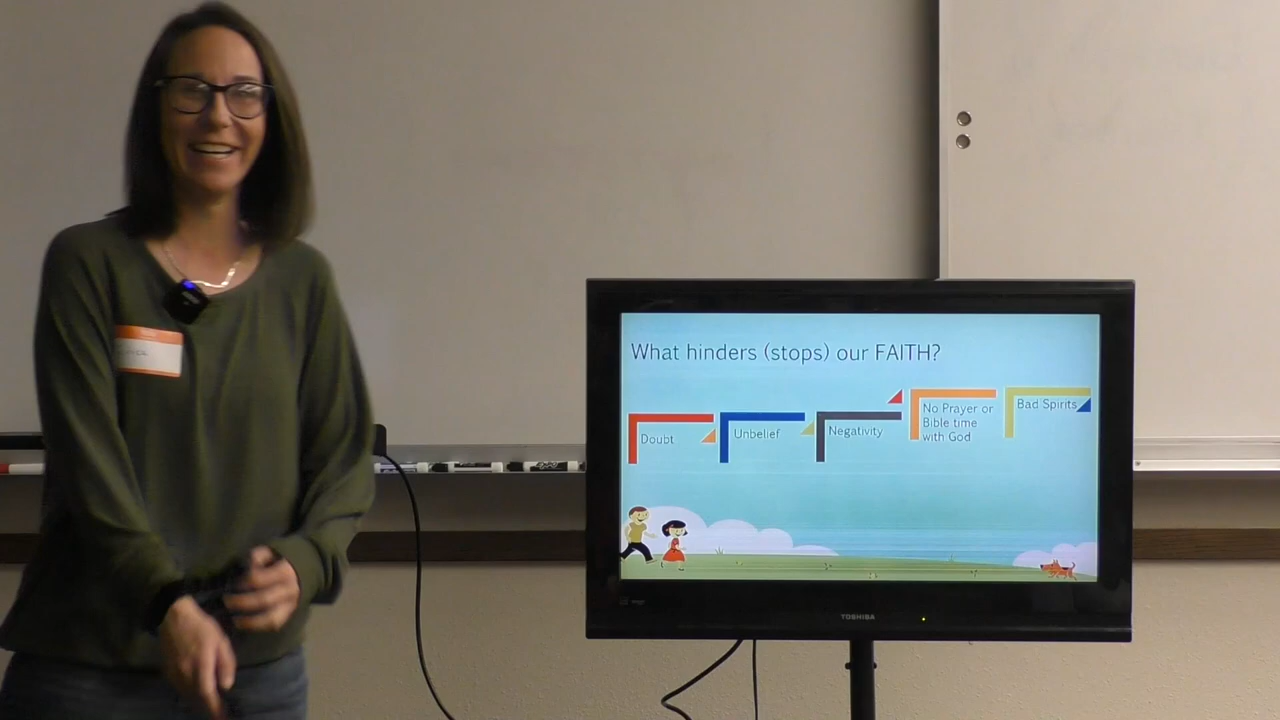 What hinders (stops) our FAITH?
Doubt
Unbelief
Negativity
No Prayer or
Bible time
with God
Bad Spirits
TOSHIBA